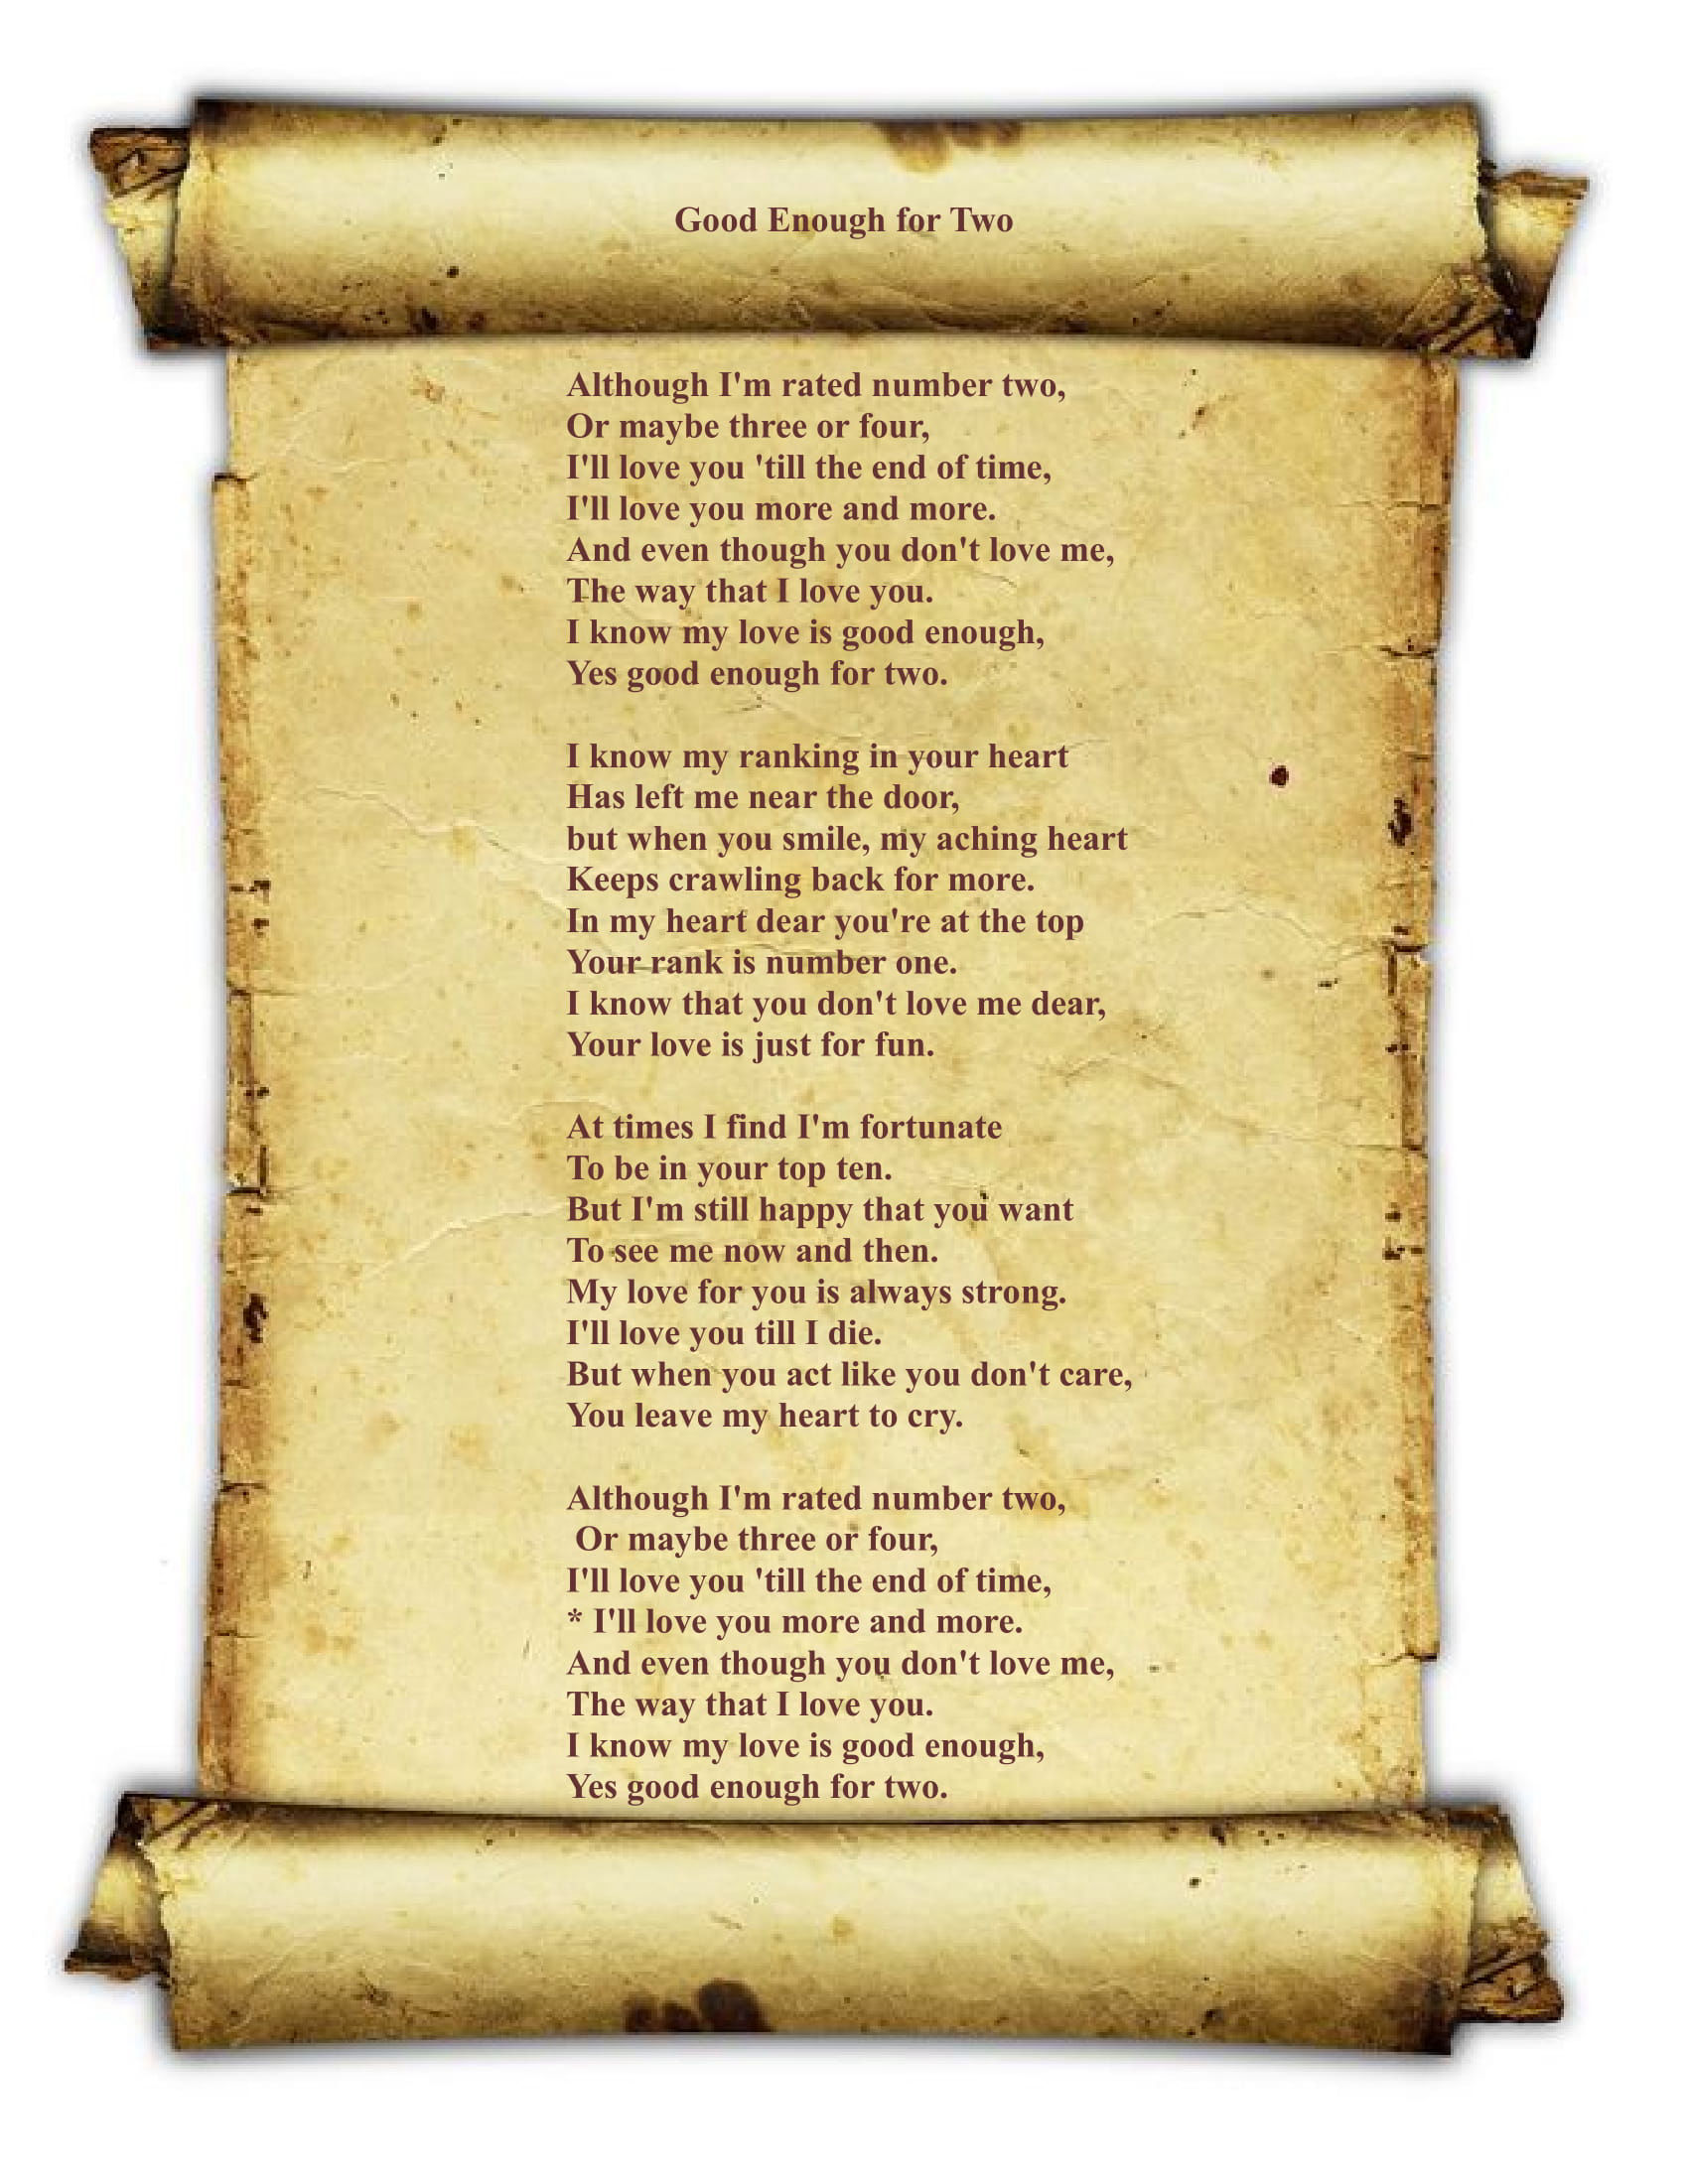 Good Enough for Two
Although I'm rated number two,
Or maybe three or four,
I'll love you 'till the end of time,
I'll love you more and more.
And even though you don't love me,
The way that I love you.
I know my love is good enough,
Yes good enough for two.
I know my ranking in your heart
Has left me near the door,
but when you smile, my aching heart
Keeps crawling back for more.
In my heart dear you're at the top
Your rank is number one.
I know that you don't love me dear,
Your love is just for fun.
At times I find I'm fortunate
To be in your top ten.
But I'm still happy that you want
To see me now and then.
My love for you is always strong.
I'll love you till I die.
But when you act like you don't care,
You leave my heart to cry.
Although I'm rated number two,
Or maybe three or four,
I'll love you 'till the end of time,
* I'll love you more and more.
And even though you don't love me,
The way that I love you.
I know my love is good enough,
Yes good enough for two.